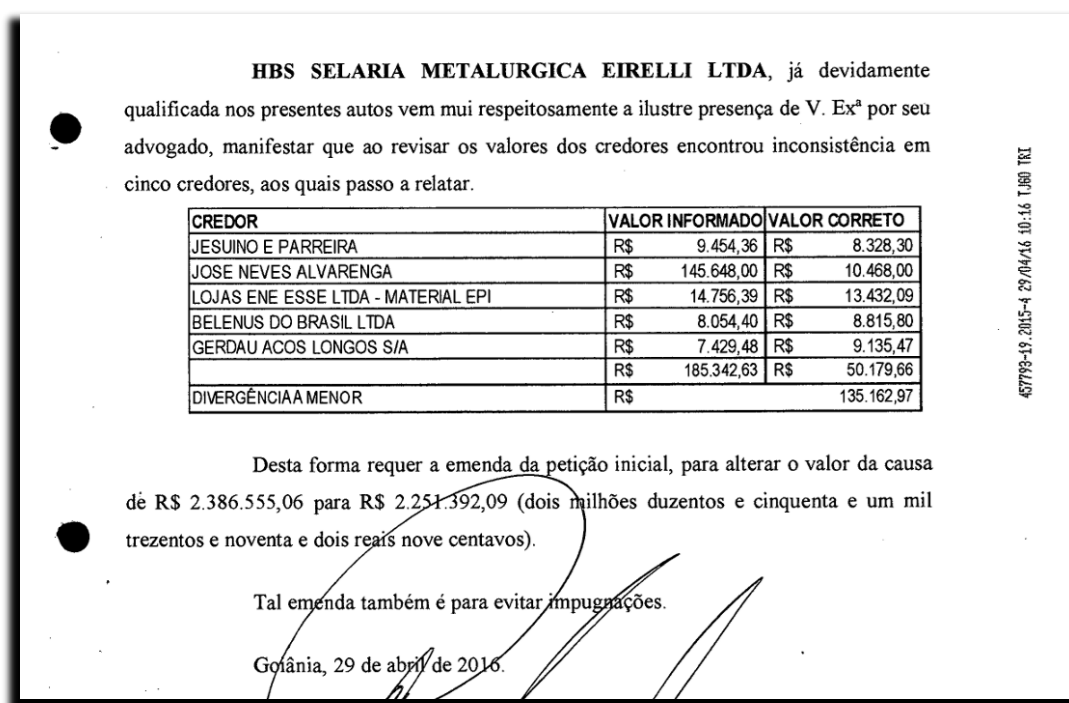 HBS SELARIA METALURGICA EIRELLI LTDA, já devidamente
qualificada nos presentes autos vem mui respeitosamente a ilustre presença de V. Exª por seu
advogado, manifestar que ao revisar os valores dos credores encontrou inconsistência em
cinco credores, aos quais passo a relatar.
CREDOR VALOR INFORMADO VALOR CORRETO
JESUINO E PARREIRA R$ 9.454,36 R$ 8.328,30
JOSE NEVES ALVARENGA R$ 145.648,00 R$ 10.468,00
LOJAS ENE ESSE LTDA - MATERIAL EPI R$ 14.756,39 R$ 13.432,09
BELENUS DO BRASIL LTDA R$ 8.054,40 R$ 8.815,80
GERDAU ACOS LONGOS S/A R$ 7.429,48 R$ 9.135,47
R$ 185.342,63 R$ 50.179,66
DIVERGÊNCIA A MENOR R$ 135.162,97
Desta forma requer a emenda da petição inicial, para alterar o valor da causa
de R$ 2.386.555,06 para R$ 2.251.392,09 (dois milhões duzentos e cinquenta e um mil
trezentos e noventa e dois reais nove centavos).
Tal emenda também é para evitar impugnações.
Goiânia, 29 de abril de 2016.
457793-19.2015-4 29/04/16 10:16 TJGO TRI